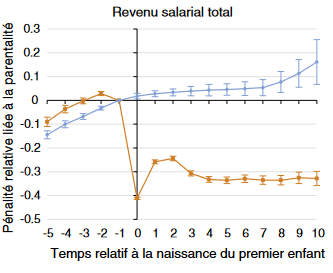 Revenu salarial total
Pénalité relative liée à la parentalité
0.3
0.2
0.1
0
-0.1
-0.2
-0.3
-0.4
-0.5
-5 -4 -3 -2 -1 0 1 2 3 4 5 6 7 8 9 10
Temps relatif à la naissance du premier enfant